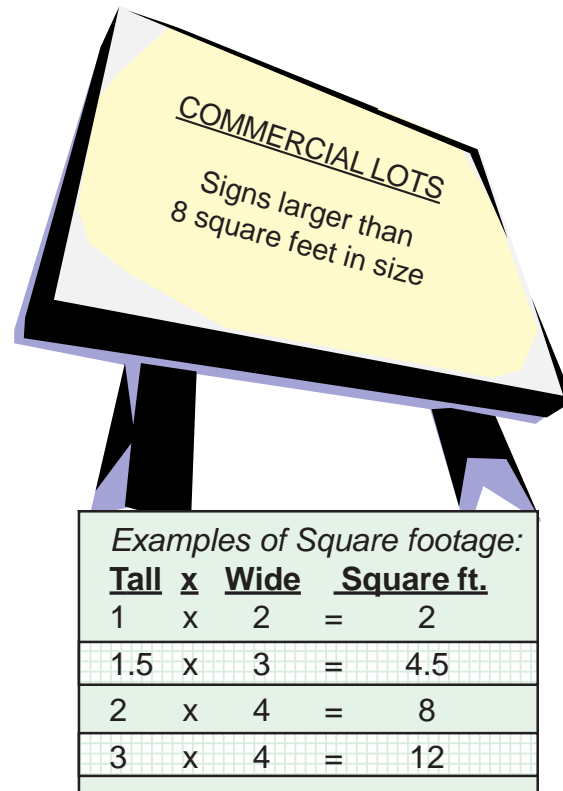 COMMERCIAL LOTS
Signs larger than
8 square feet in size
Examples of Square footage:
Tall x Wide Square ft.
1 x 2 = 2
1.5 x 3 = 4.5
2 x 4 = 8
3 x 4 = 12